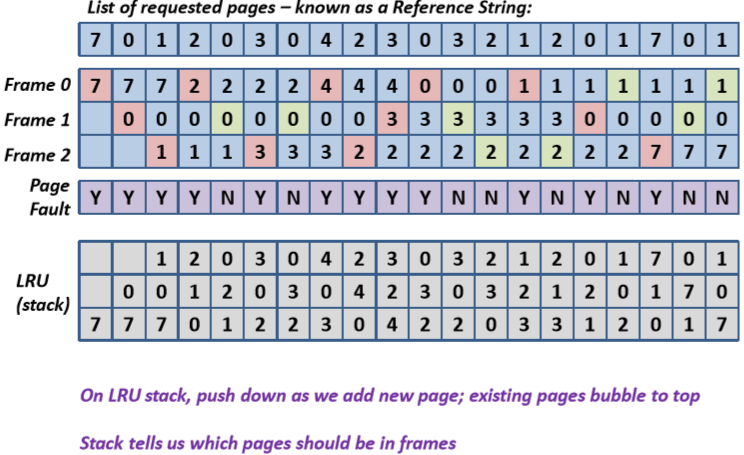 List of requested pages – known as a Reference String:
7 0 1 2 0 3 0 4 2 3 0 3 2 1 2 0 1 7 0 1
Frame 0 7 7 7 2 2 2 2 4 4 4 0 0 0 1 1 1 1 1 1 1
Frame 1 0 0 0 0 0 0 0 0 3 3 3 3 3 3 0 0 0 0 0
Frame 2 1 1 1 3 3 3 2 2 2 2 2 2 2 2 2 7 7 7
Page Fault Y Y Y Y N Y N Y Y Y Y N N Y N Y N Y N N
1 2 0 3 0 4 2 3 0 3 2 1 2 0 1 7 0 1
LRU (stack) 0 0 1 2 0 3 0 4 2 3 0 3 2 1 2 0 1 7 0
7 7 7 0 1 2 2 3 0 4 2 2 0 3 3 1 2 0 1 7
On LRU stack, push down as we add new page; existing pages bubble to top
Stack tells us which pages should be in frames